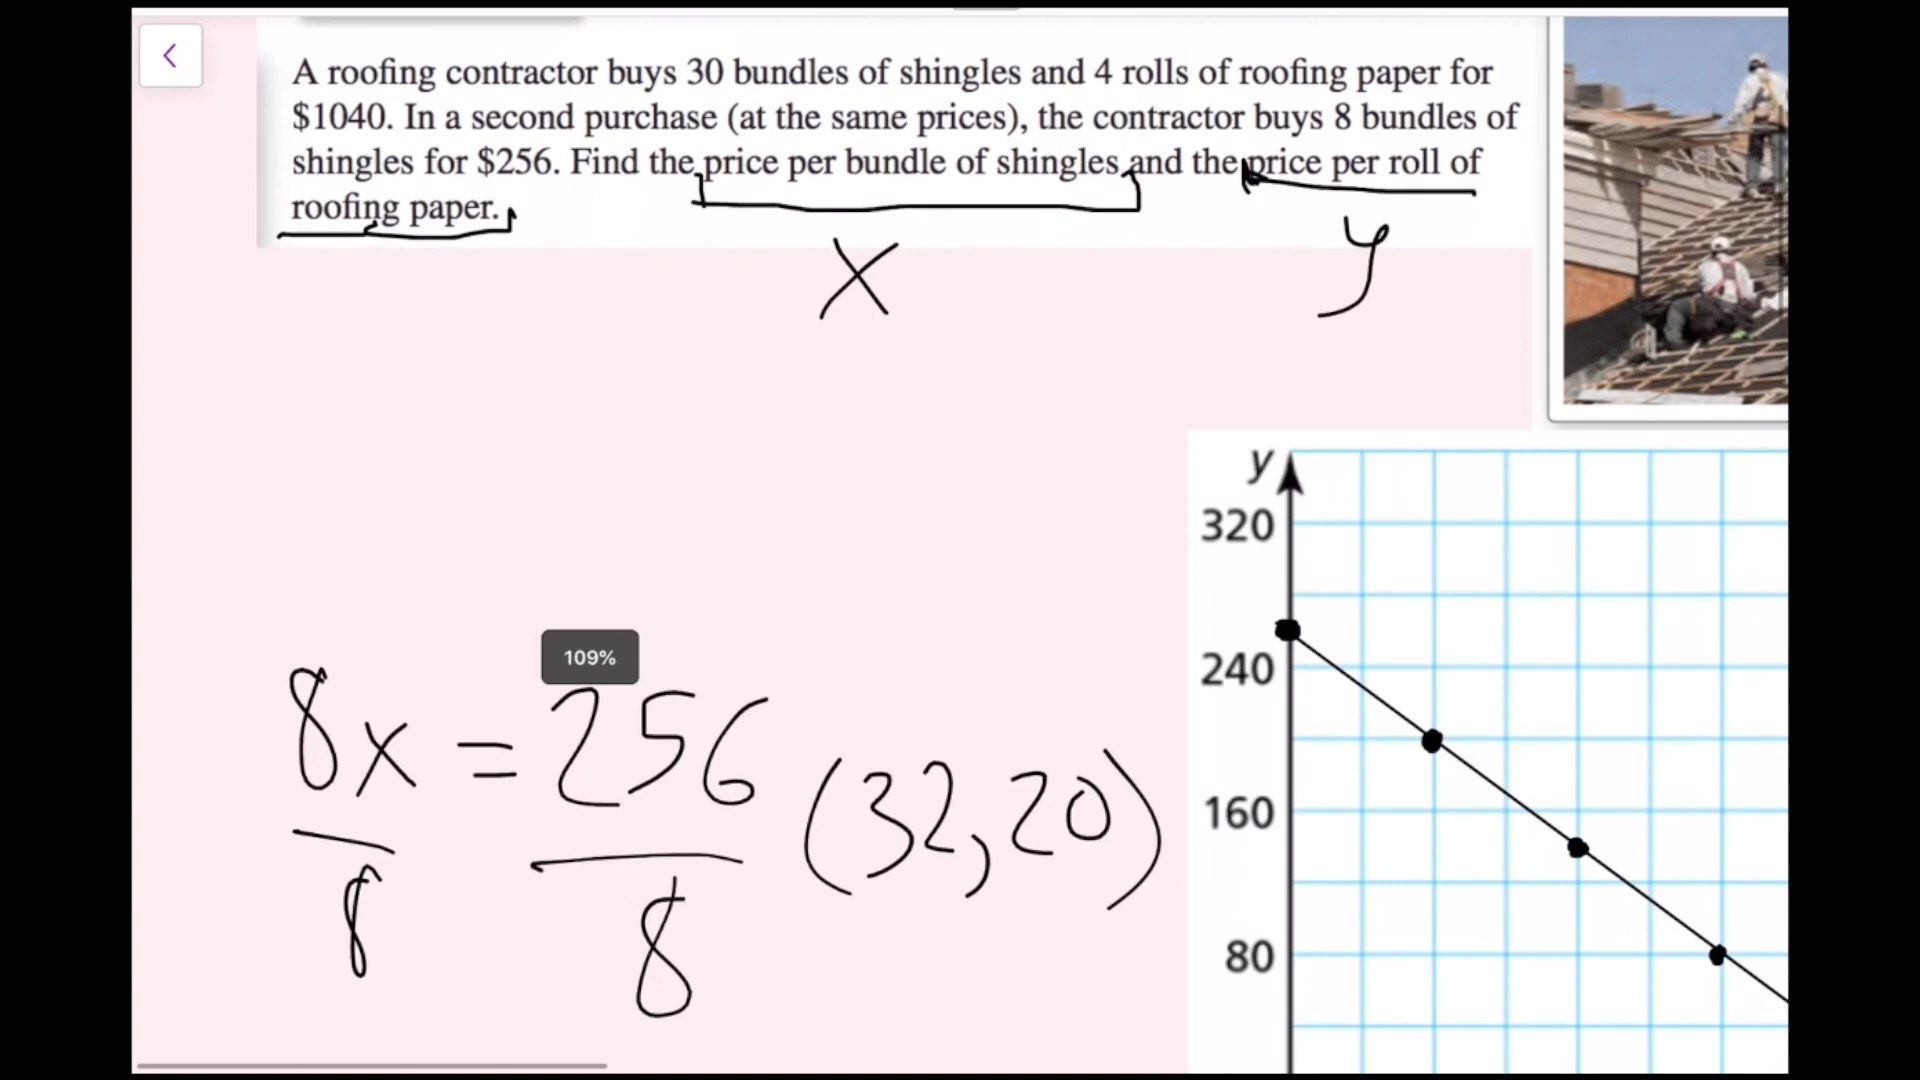 A roofing contractor buys 30 bundles of shingles and 4 rolls of roofing paper for
$1040. In a second purchase (at the same prices), the contractor buys 8 bundles of
shingles for $256. Find the price per bundle of shingles and the price per roll of
roofing paper.
x
y
y
320
240
160
80
109%
8x = 256
8
8
(32,20)